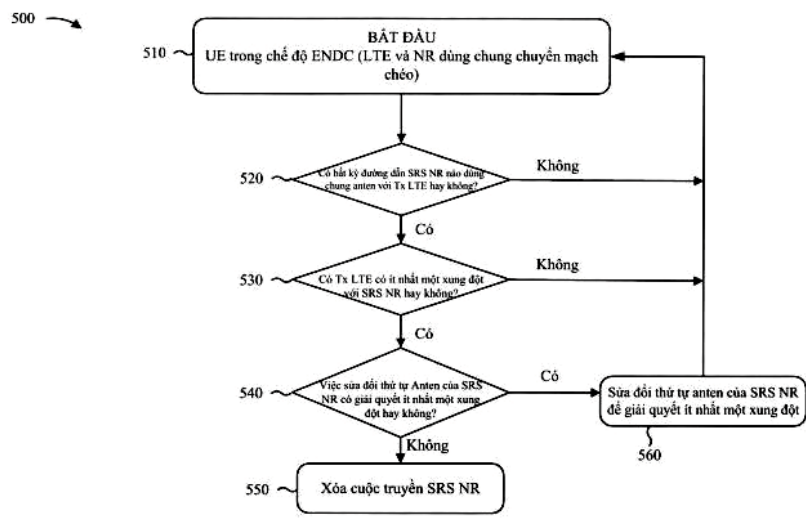 500
510
BẮT ĐẦU
UE trong chế độ ENDC (LTE và NR dùng chung chuyển mạch
chéo)
520
Có bất kỳ đường dẫn SRS NR nào dùng
chung anten với Tx LTE hay không?
Không
Có
530
Có Tx LTE có ít nhất một xung đột
với SRS NR hay không?
Không
Có
540
Việc sửa đổi thứ tự Anten của SRS
NR có giải quyết ít nhất một xung
đột hay không?
Có
Sửa đổi thứ tự anten của SRS NR
để giải quyết ít nhất một xung đột
560
Không
550
Xóa cuộc truyền SRS NR